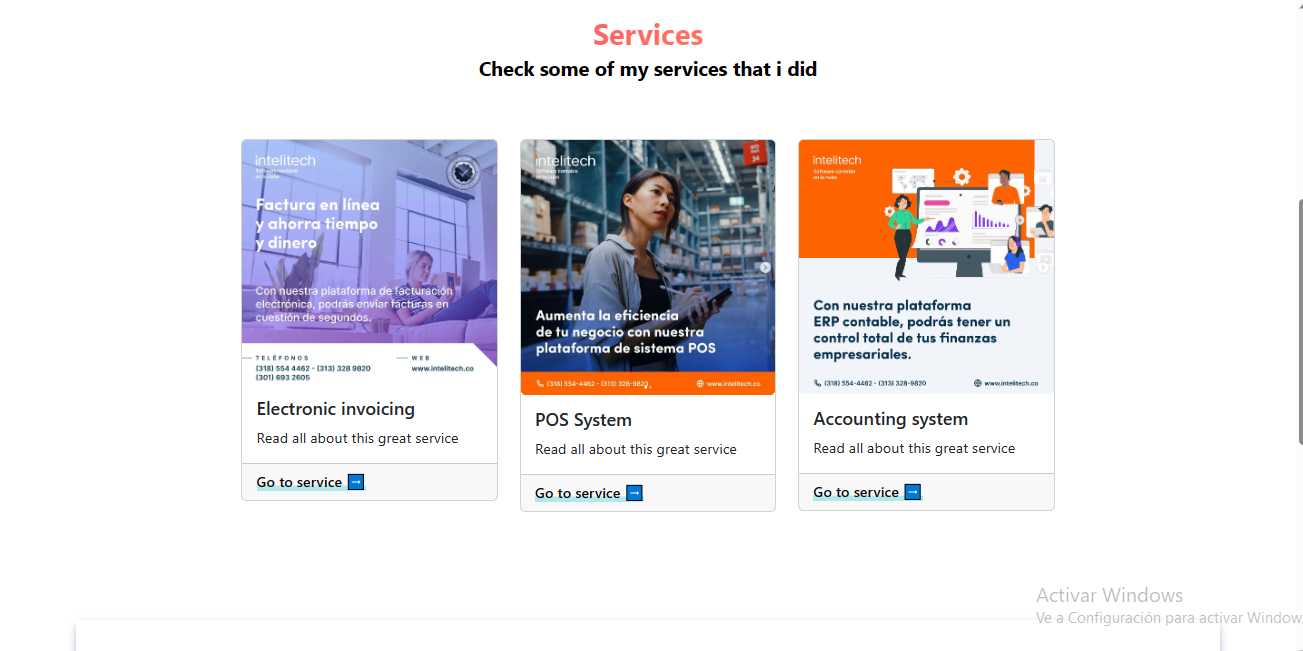 Services
Check some of my services that i did
intelitech
Software contable
en la nube
Factura en línea
y ahorra tiempo
y dinero
Con nuestra plataforma de facturación
electrónica, podrás enviar facturas en
cuestión de segundos.
TELÉFONOS
(318) 554 4462 - (313) 328 9820
(301) 693 2605
WEB
www.intelitech.co
Electronic invoicing
Read all about this great service
Go to service
intelitech
Software contable
en la nube
Aumenta la eficiencia
de tu negocio con nuestra
plataforma de sistema POS
(318) 554-4462 - (313) 328-9820
www.intelitech.co
POS System
Read all about this great service
Go to service
intelitech
Software contable
en la nube
Con nuestra plataforma
ERP contable, podrás tener un
control total de tus finanzas
empresariales.
(318) 554-4462 - (313) 328-9820
www.intelitech.co
Accounting system
Read all about this great service
Go to service
Activar Windows
Ve a Configuración para activar Window